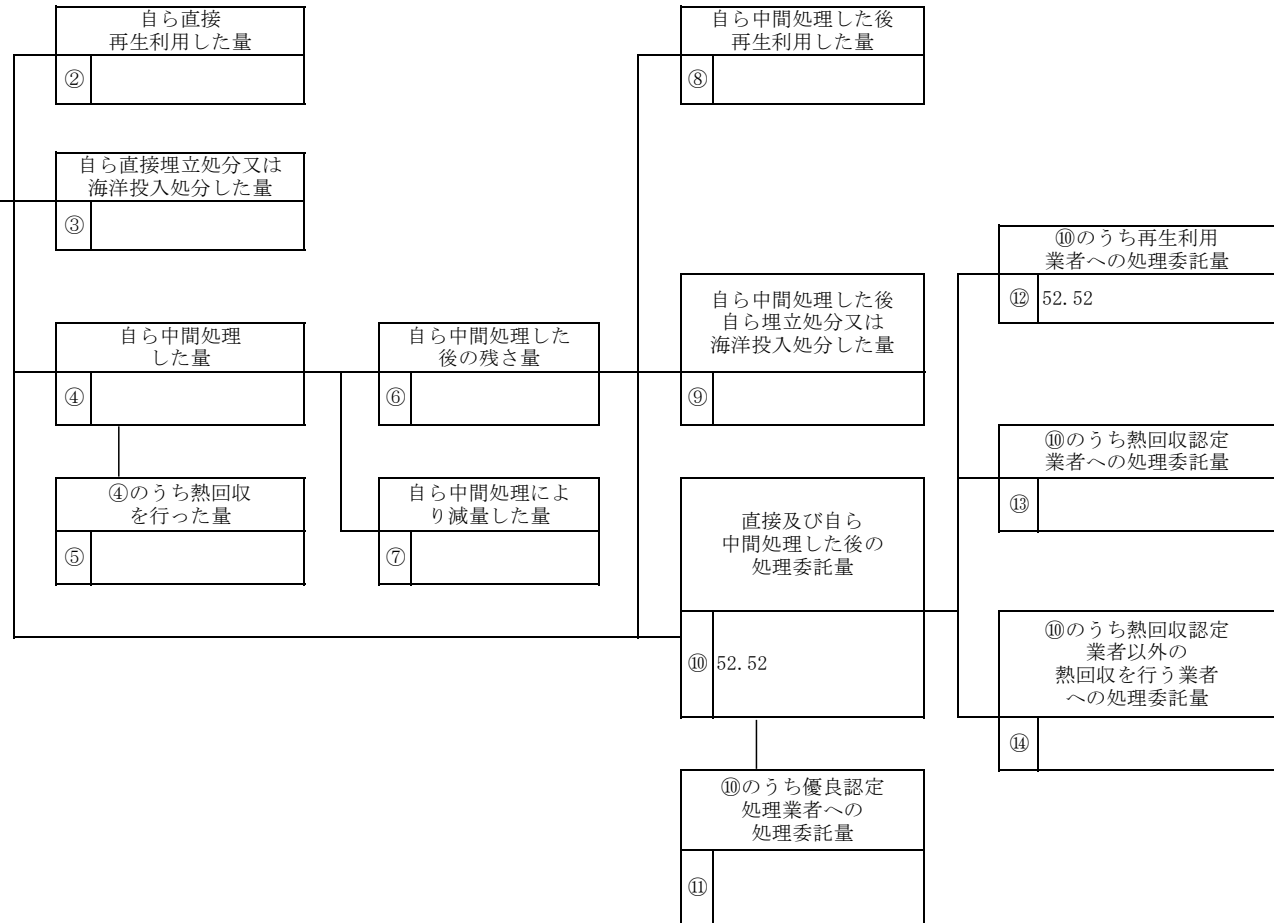 自ら直接
再生利用した量
②
自ら直接埋立処分又は
海洋投入処分した量
③
自ら中間処理
した量
④
④のうち熱回収
を行った量
⑤
自ら中間処理した
後の残さ量
⑥
自ら中間処理によ
り減量した量
⑦
自ら中間処理した後
再生利用した量
⑧
自ら中間処理した後
自ら埋立処分又は
海洋投入処分した量
⑨
直接及び自ら
中間処理した後の
処理委託量
⑩ 52.52
⑩のうち優良認定
処理業者への
処理委託量
⑪
⑩のうち再生利用
業者への処理委託量
⑫ 52.52
⑩のうち熱回収認定
業者への処理委託量
⑬
⑩のうち熱回収認定
業者以外の
熱回収を行う業者
への処理委託量
⑭